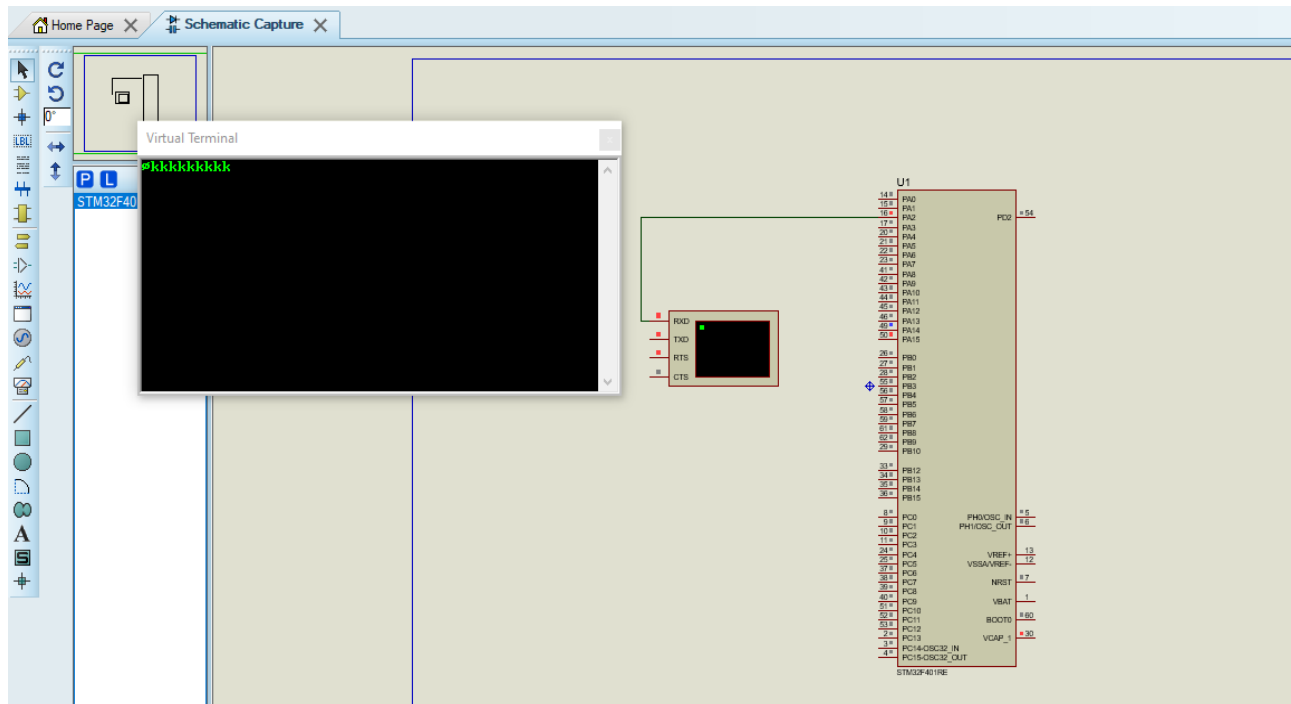 Home Page
Schematic Capture
0°
LBL
P L
STM32F40
A
S
Virtual Terminal
økkkkkkkkk
RXD
TXD
RTS
CTS
U1
14 PA0
15 PA1
16 PA2
17 PA3
20 PA4
21 PA5
22 PA6
23 PA7
41 PA8
42 PA9
43 PA10
44 PA11
45 PA12
46 PA13
49 PA14
50 PA15
26 PB0
27 PB1
28 PB2
55 PB3
56 PB4
57 PB5
58 PB6
59 PB7
61 PB8
62 PB9
29 PB10
33 PB12
34 PB13
35 PB14
36 PB15
8 PC0
9 PC1
10 PC2
11 PC3
24 PC4
25 PC5
37 PC6
38 PC7
39 PC8
40 PC9
51 PC10
52 PC11
53 PC12
2 PC13
3 PC14-OSC32_IN
4 PC15-OSC32_OUT
PD2 54
PH0/OSC_IN 5
PH1/OSC_OUT 6
VREF+ 13
VSSA/VREF- 12
NRST 7
VBAT 1
BOOT0 60
VCAP_1 30
STM32F401RE